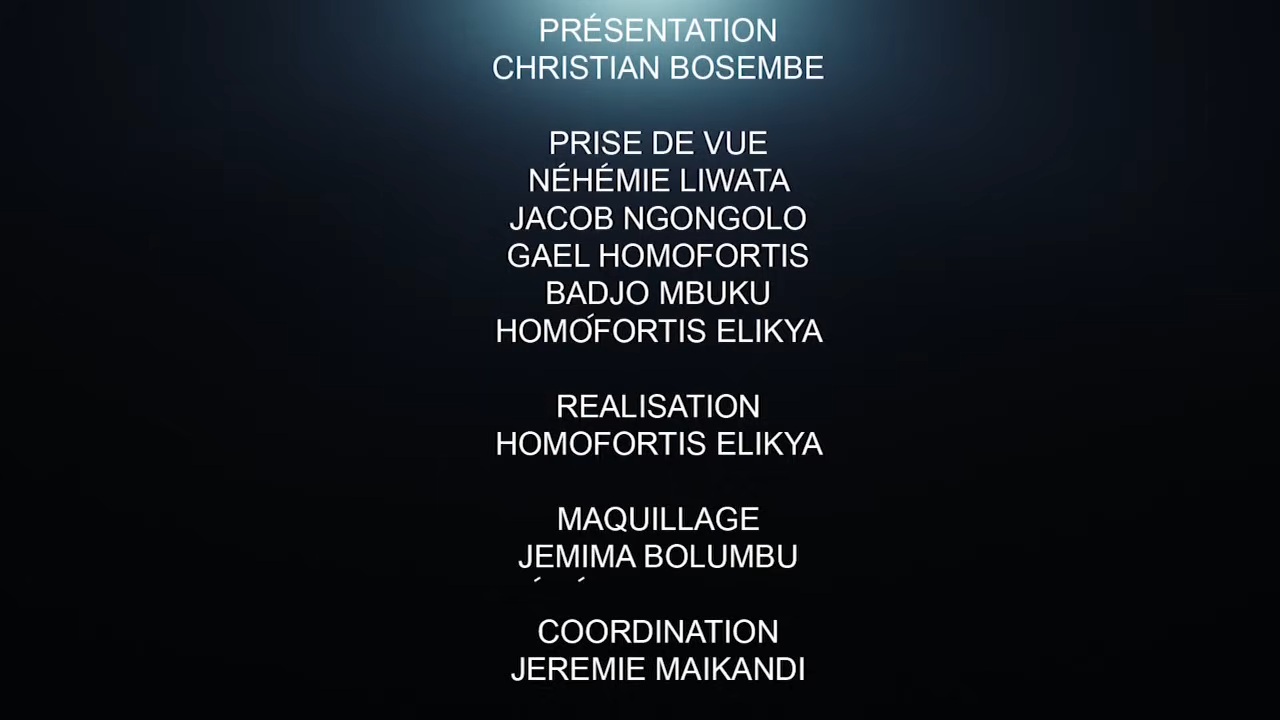 PRÉSENTATION
CHRISTIAN BOSEMBE
PRISE DE VUE
NÉHÉMIE LIWATA
JACOB NGONGOLO
GAEL HOMOFORTIS
BADJO MBUKU
HOMOFORTIS ELIKYA
REALISATION
HOMOFORTIS ELIKYA
MAQUILLAGE
JEMIMA BOLUMBU
COORDINATION
JEREMIE MAIKANDI